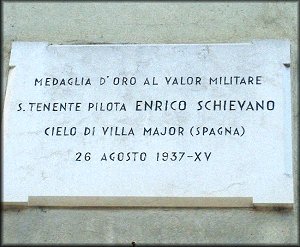 MEDAGLIA D'ORO AL VALOR MILITARE
S. TENENTE PILOTA ENRICO SCHIEVANO
CIELO DI VILLA MAJOR (SPAGNA)
26 AGOSTO 1937-XV